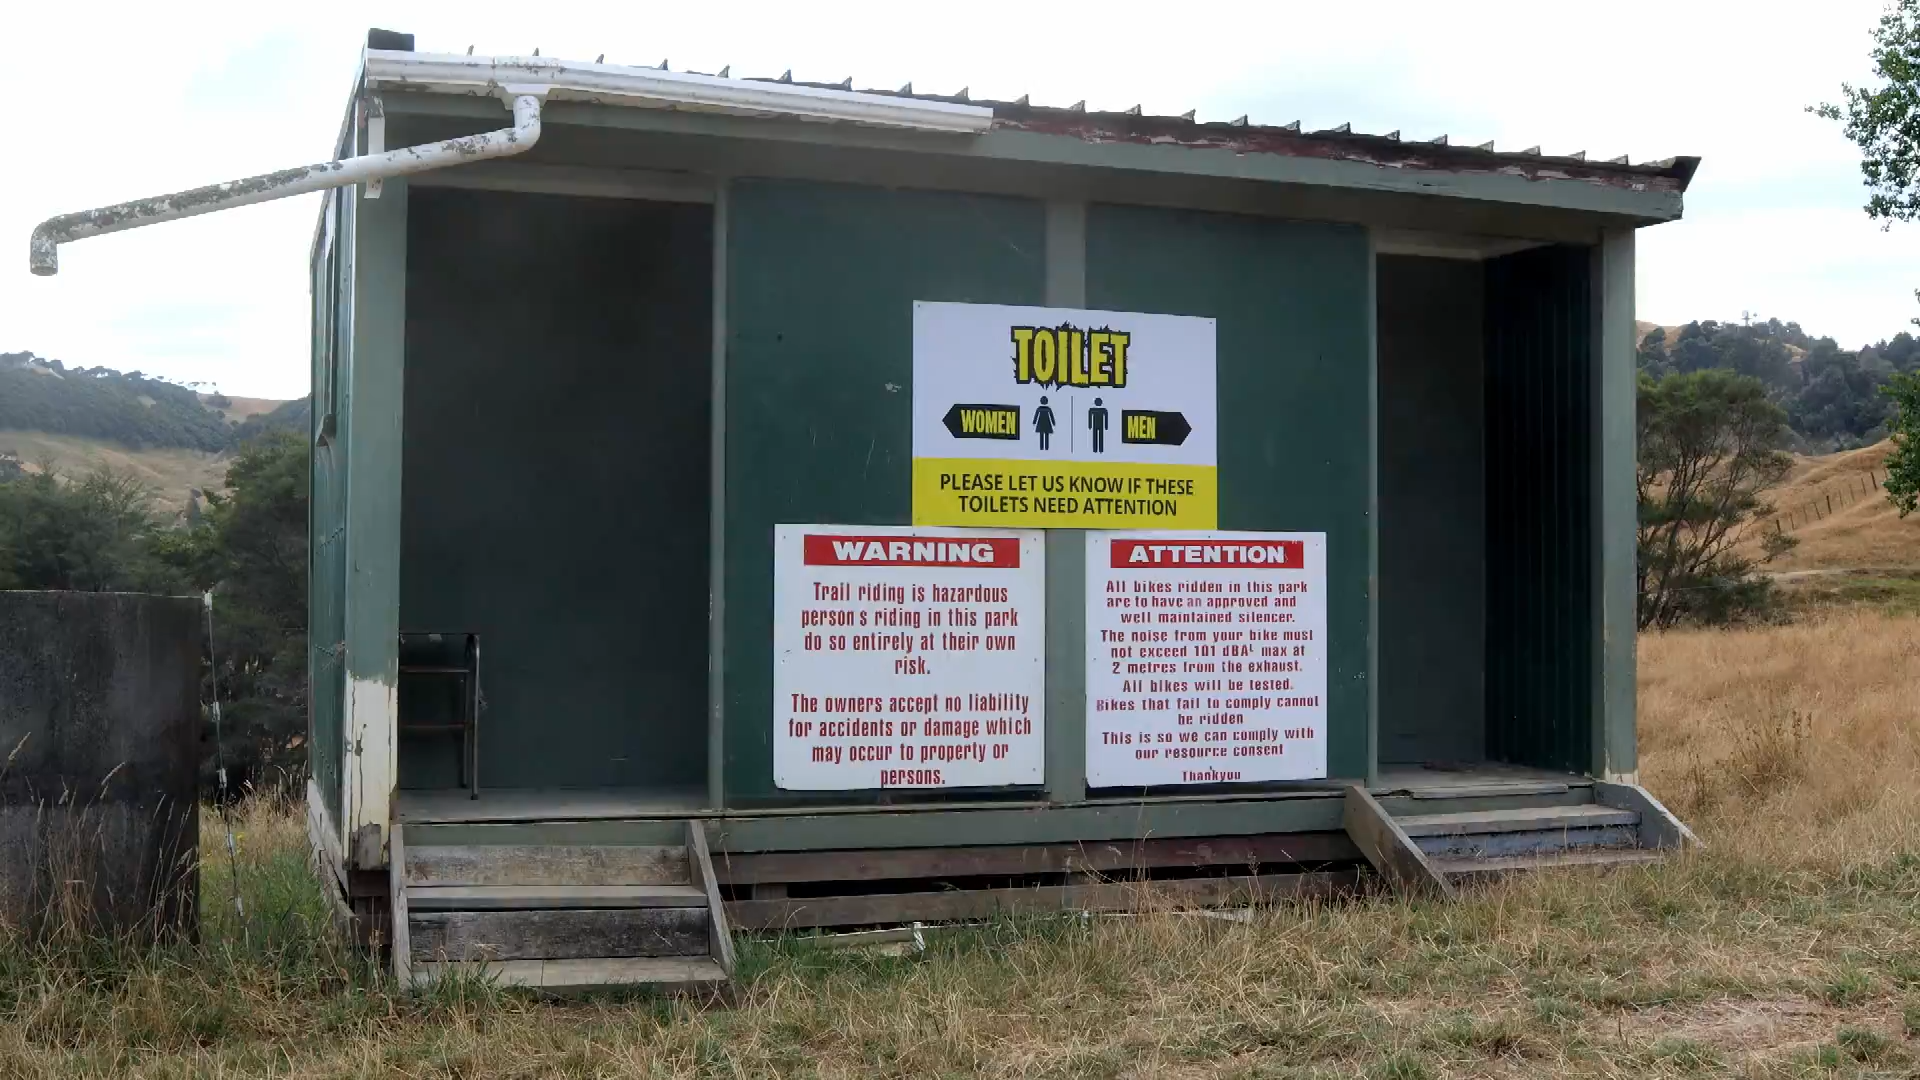 TOILET
WOMEN
MEN
PLEASE LET US KNOW IF THESE
TOILETS NEED ATTENTION
WARNING
Trail riding is hazardous
person s riding in this park
do so entirely at their own
risk.
The owners accept no liability
for accidents or damage which
may occur to property or
persons.
ATTENTION
All bikes ridden in this park
are to have an approved and
well maintained silencer.
The noise from your bike must
not exceed 101 dBA max at
2 metres from the exhaust.
All bikes will be tested.
Bikes that fail to comply cannot
be ridden
This is so we can comply with
our resource consent
Thankyou